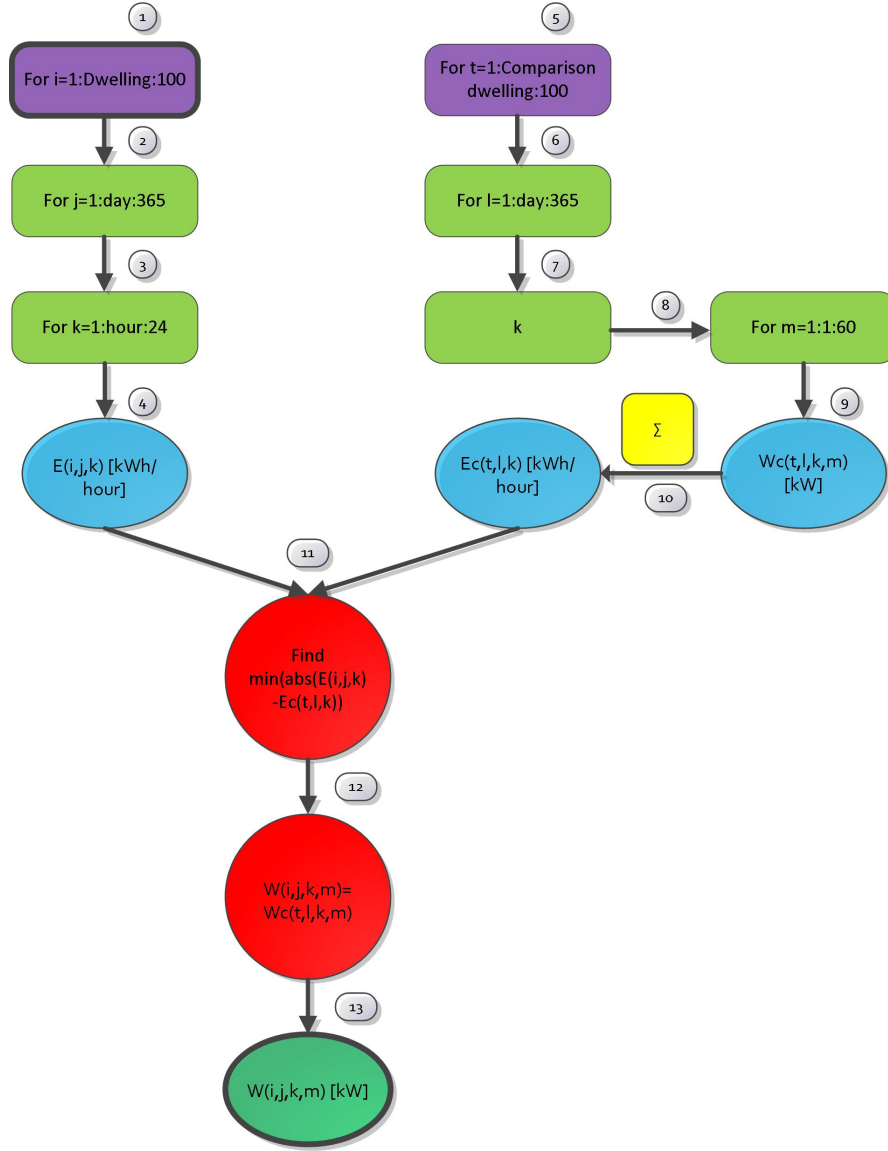 1
For i=1:Dwelling:100
2
For j=1:day:365
3
For k=1:hour:24
4
E(i,j,k) [kWh/
hour]
5
For t=1:Comparison
dwelling:100
6
For l=1:day:365
7
k
8
For m=1:1:60
9
Wc(t,l,k,m)
[kW]
Σ
10
Ec(t,l,k) [kWh/
hour]
11
Find
min(abs(E(i,j,k)
-Ec(t,l,k))
12
W(i,j,k,m)=
Wc(t,l,k,m)
13
W(i,j,k,m) [kW]